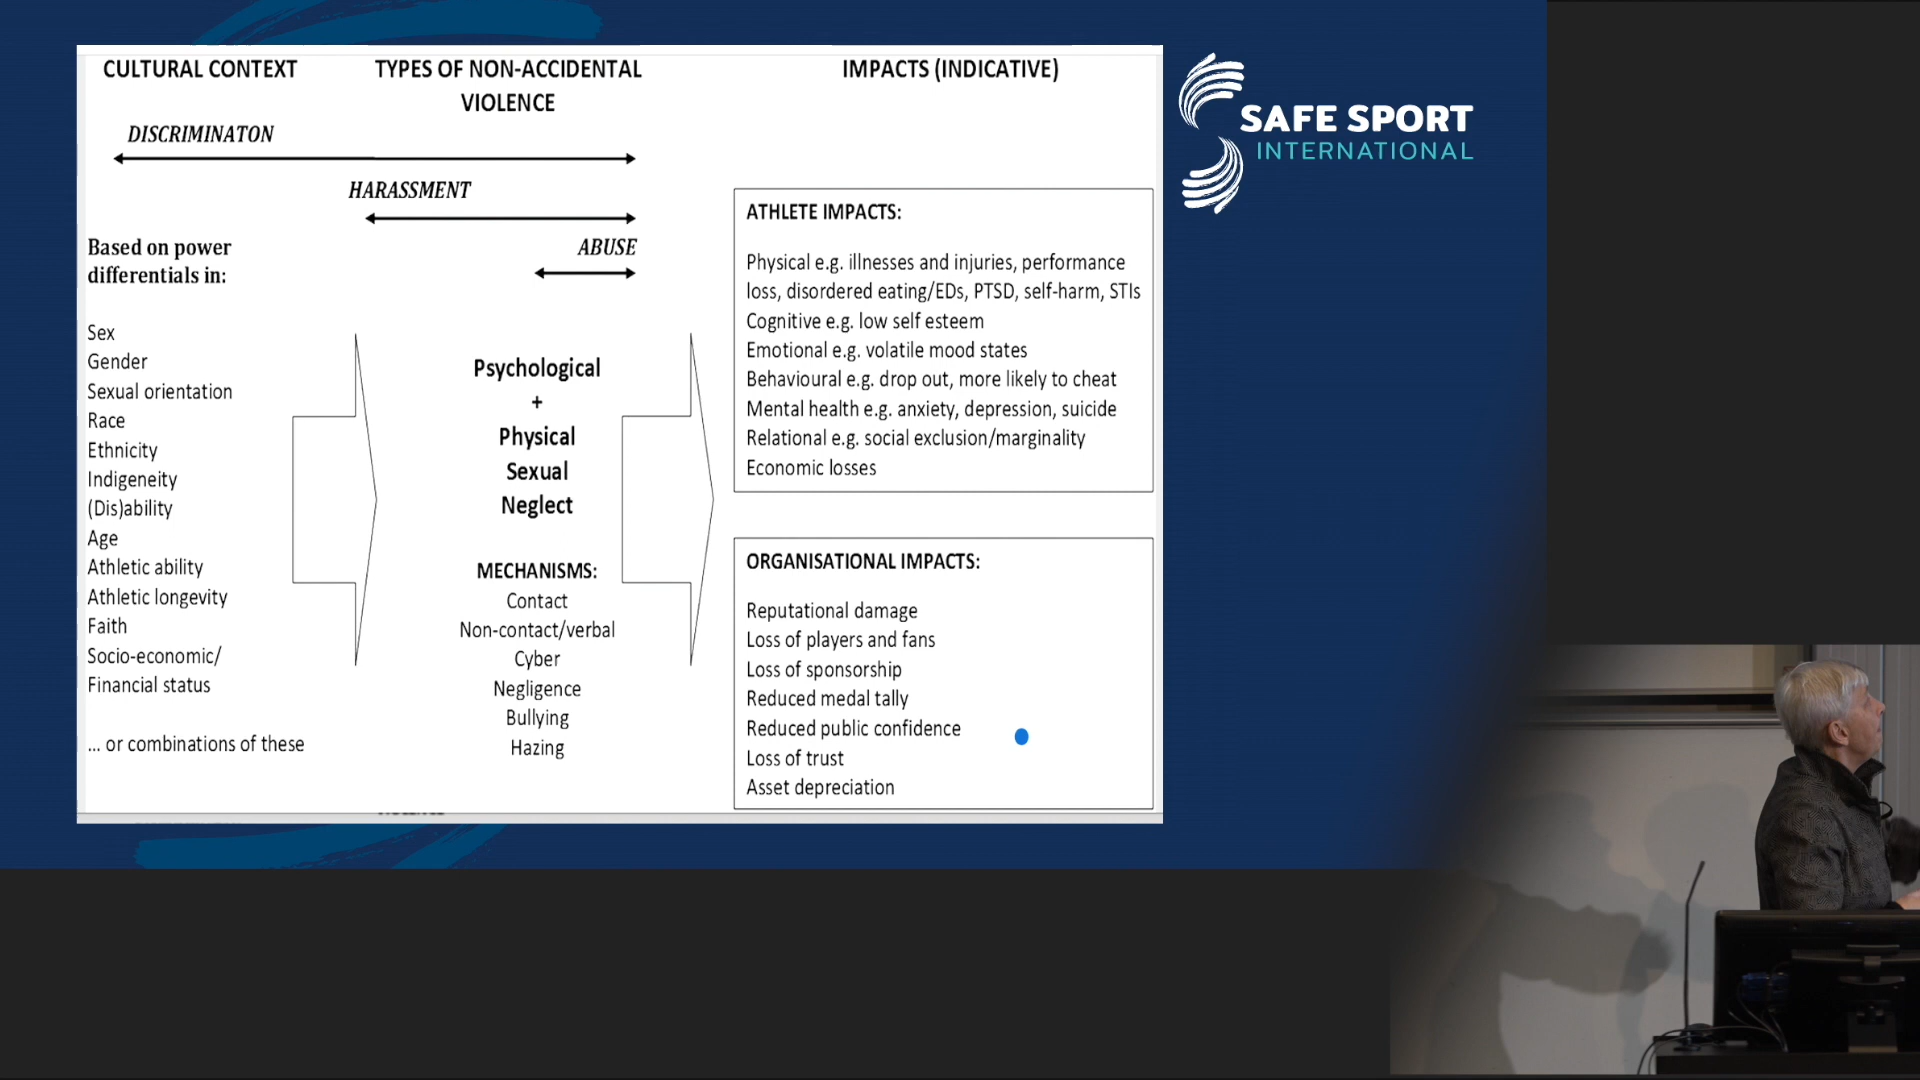 CULTURAL CONTEXT
TYPES OF NON-ACCIDENTAL
VIOLENCE
IMPACTS (INDICATIVE)
DISCRIMINATON
HARASSMENT
ABUSE
Based on power
differentials in:
Sex
Gender
Sexual orientation
Race
Ethnicity
Indigeneity
(Dis)ability
Age
Athletic ability
Athletic longevity
Faith
Socio-economic/
Financial status
... or combinations of these
Psychological
+
Physical
Sexual
Neglect
MECHANISMS:
Contact
Non-contact/verbal
Cyber
Negligence
Bullying
Hazing
ATHLETE IMPACTS:
Physical e.g. illnesses and injuries, performance
loss, disordered eating/EDs, PTSD, self-harm, STIs
Cognitive e.g. low self esteem
Emotional e.g. volatile mood states
Behavioural e.g. drop out, more likely to cheat
Mental health e.g. anxiety, depression, suicide
Relational e.g. social exclusion/marginality
Economic losses
ORGANISATIONAL IMPACTS:
Reputational damage
Loss of players and fans
Loss of sponsorship
Reduced medal tally
Reduced public confidence
Loss of trust
Asset depreciation
SAFE SPORT
INTERNATIONAL